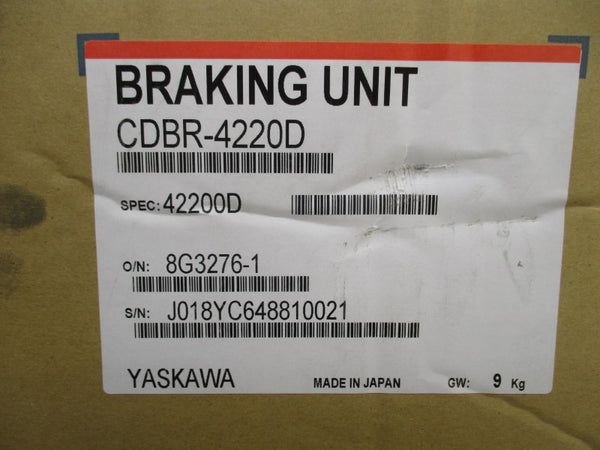 BRAKING UNIT
CDBR-4220D
SPEC: 42200D
O/N: 8G3276-1
S/N: J018YC648810021
YASKAWA MADE IN JAPAN GW: 9 Kg